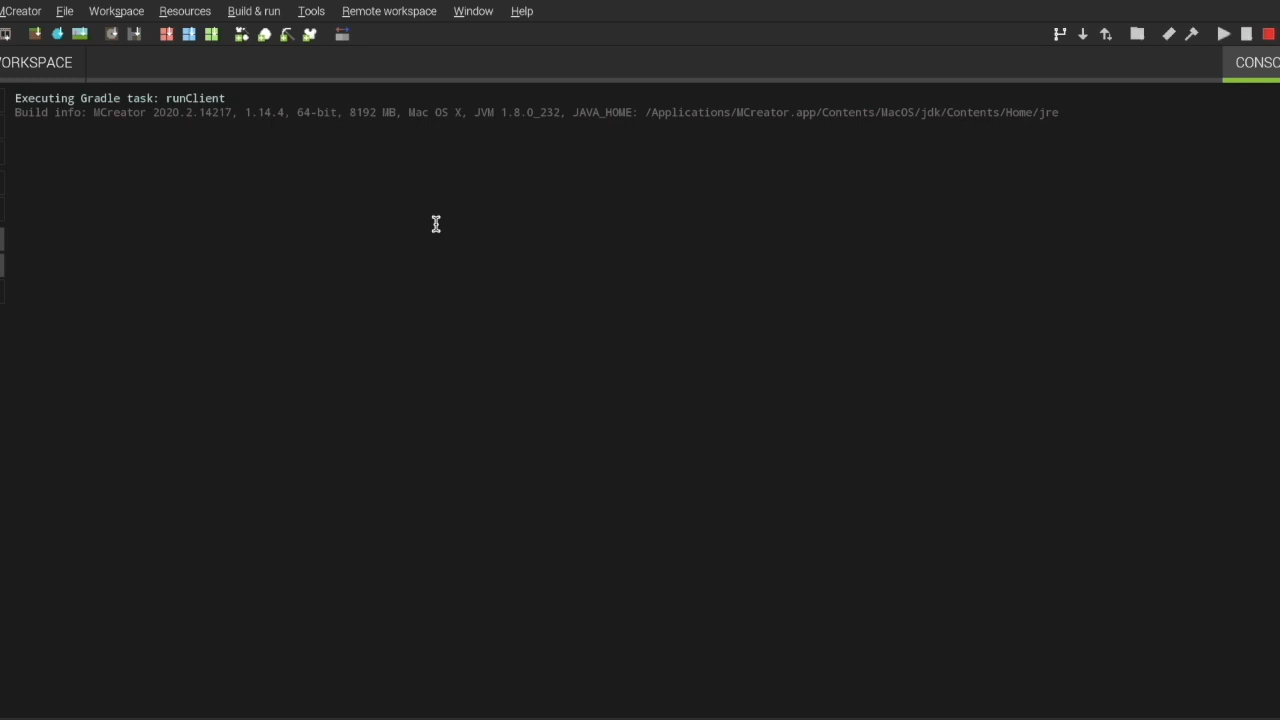 MCreator File Workspace Resources Build & run Tools Remote workspace Window Help
WORKSPACE CONSO
Executing Gradle task: runClient
Build info: MCreator 2020.2.14217, 1.14.4, 64-bit, 8192 MB, Mac OS X, JVM 1.8.0_232, JAVA_HOME: /Applications/MCreator.app/Contents/MacOS/jdk/Contents/Home/jre